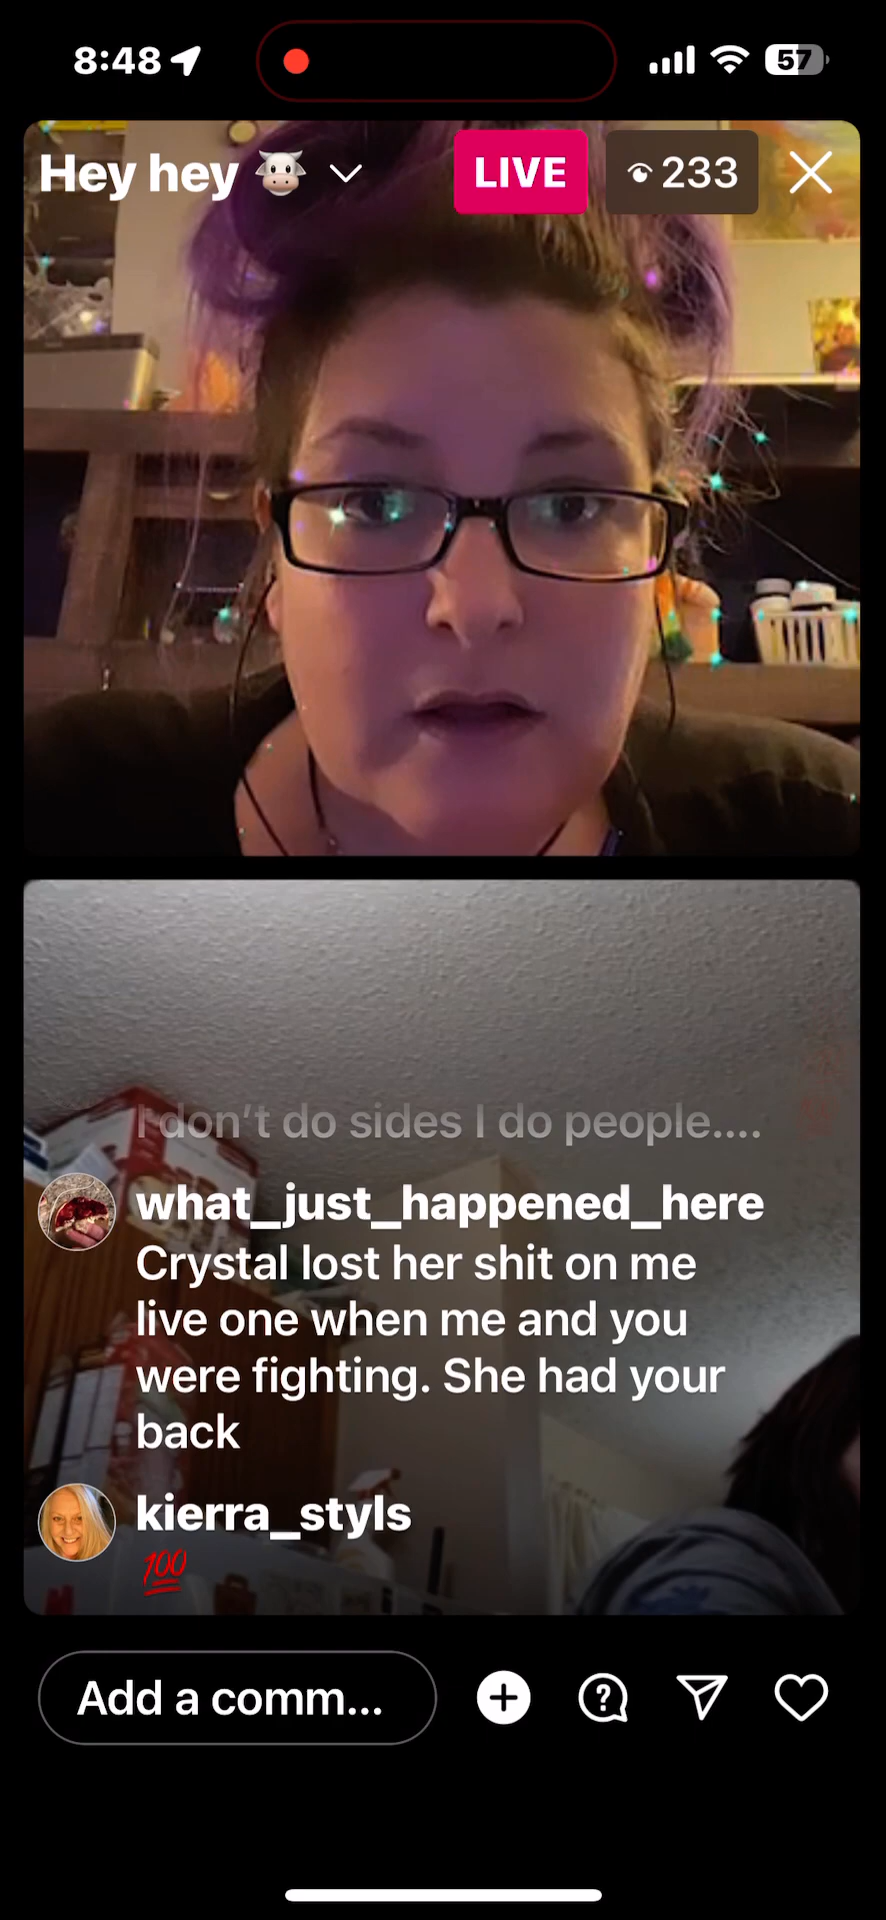 8:48
57
Hey hey 🐮
LIVE
233
I don't do sides I do people....
what_just_happened_here
Crystal lost her shit on me
live one when me and you
were fighting. She had your
back
kierra_styls
💯
Add a comm...